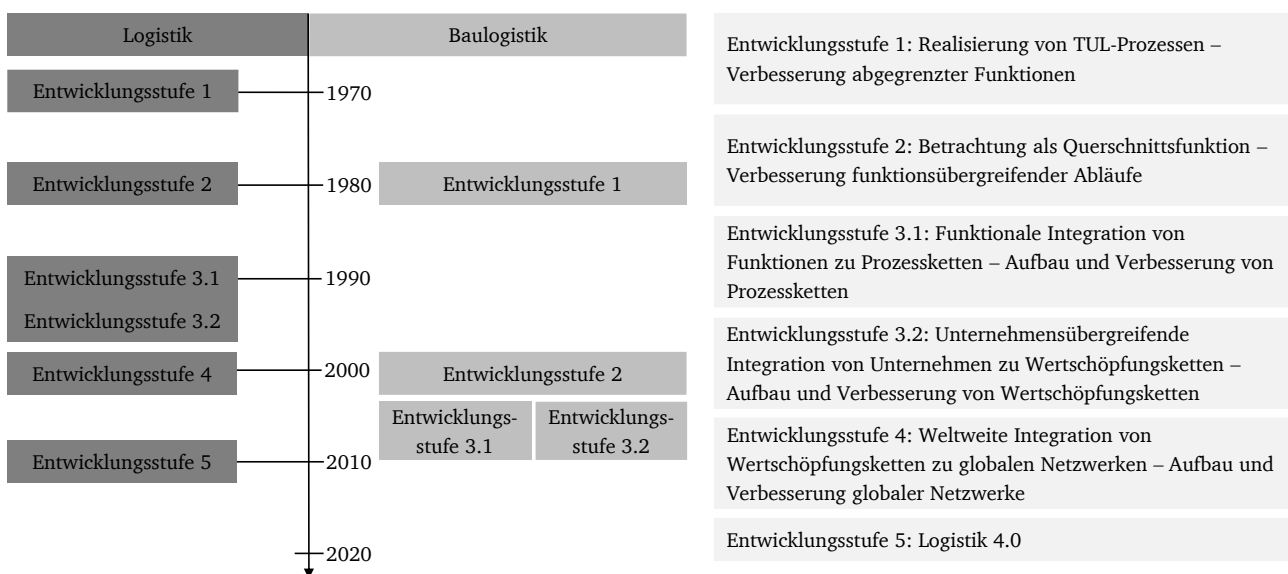 Logistik
Baulogistik
Entwicklungsstufe 1
1970
Entwicklungsstufe 2
1980
Entwicklungsstufe 1
Entwicklungsstufe 3.1
1990
Entwicklungsstufe 3.2
Entwicklungsstufe 4
2000
Entwicklungsstufe 2
Entwicklungs-
stufe 3.1
Entwicklungs-
stufe 3.2
Entwicklungsstufe 5
2010
2020
Entwicklungsstufe 1: Realisierung von TUL-Prozessen –
Verbesserung abgegrenzter Funktionen
Entwicklungsstufe 2: Betrachtung als Querschnittsfunktion –
Verbesserung funktionsübergreifender Abläufe
Entwicklungsstufe 3.1: Funktionale Integration von
Funktionen zu Prozessketten – Aufbau und Verbesserung von
Prozessketten
Entwicklungsstufe 3.2: Unternehmensübergreifende
Integration von Unternehmen zu Wertschöpfungsketten –
Aufbau und Verbesserung von Wertschöpfungsketten
Entwicklungsstufe 4: Weltweite Integration von
Wertschöpfungsketten zu globalen Netzwerken – Aufbau und
Verbesserung globaler Netzwerke
Entwicklungsstufe 5: Logistik 4.0